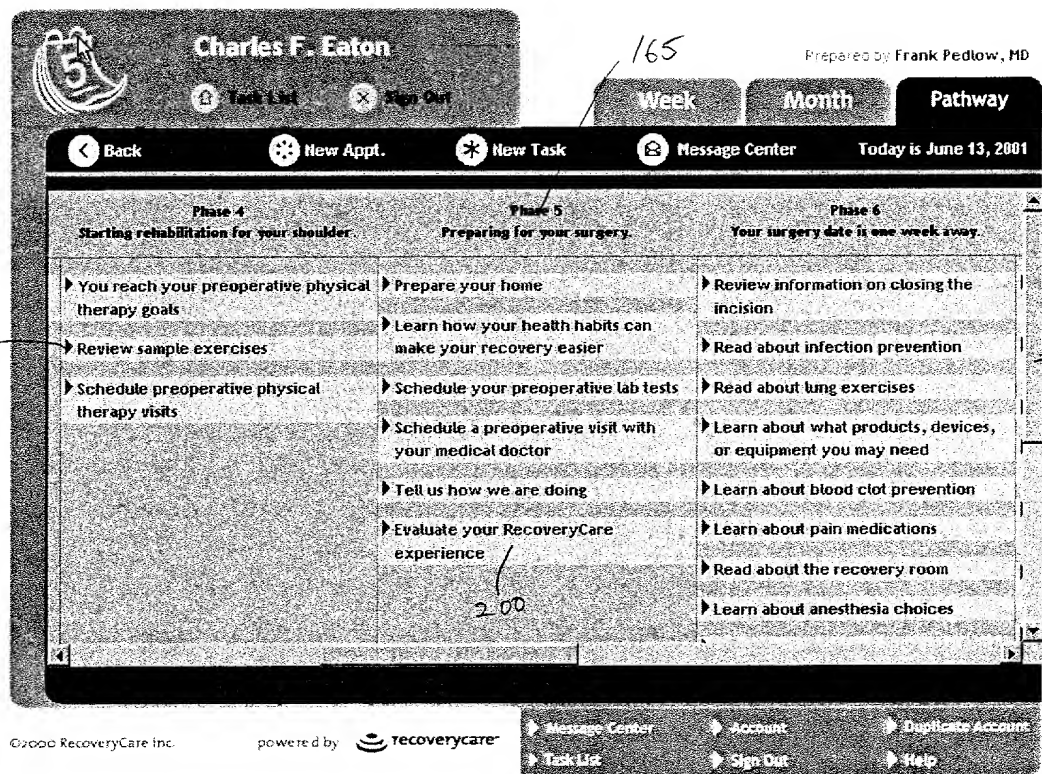 5
Charles F. Eaton
165
Prepared by Frank Pedlow, MD
Task List
Sign Out
Week
Month
Pathway
Back
New Appt.
New Task
Message Center
Today is June 13, 2001
Phase 4
Starting rehabilitation for your shoulder.
Phase 5
Preparing for your surgery.
Phase 6
Your surgery date is one week away.
You reach your preoperative physical
therapy goals
Review sample exercises
Schedule preoperative physical
therapy visits
Prepare your home
Learn how your health habits can
make your recovery easier
Schedule your preoperative lab tests
Schedule a preoperative visit with
your medical doctor
Tell us how we are doing
Evaluate your RecoveryCare
experience
200
Review information on closing the
incision
Read about infection prevention
Read about lung exercises
Learn about what products, devices,
or equipment you may need
Learn about blood clot prevention
Learn about pain medications
Read about the recovery room
Learn about anesthesia choices
©2000 RecoveryCare Inc.
powered by recoverycare
Message Center
Account
Duplicate Account
Task List
Sign Out
Help